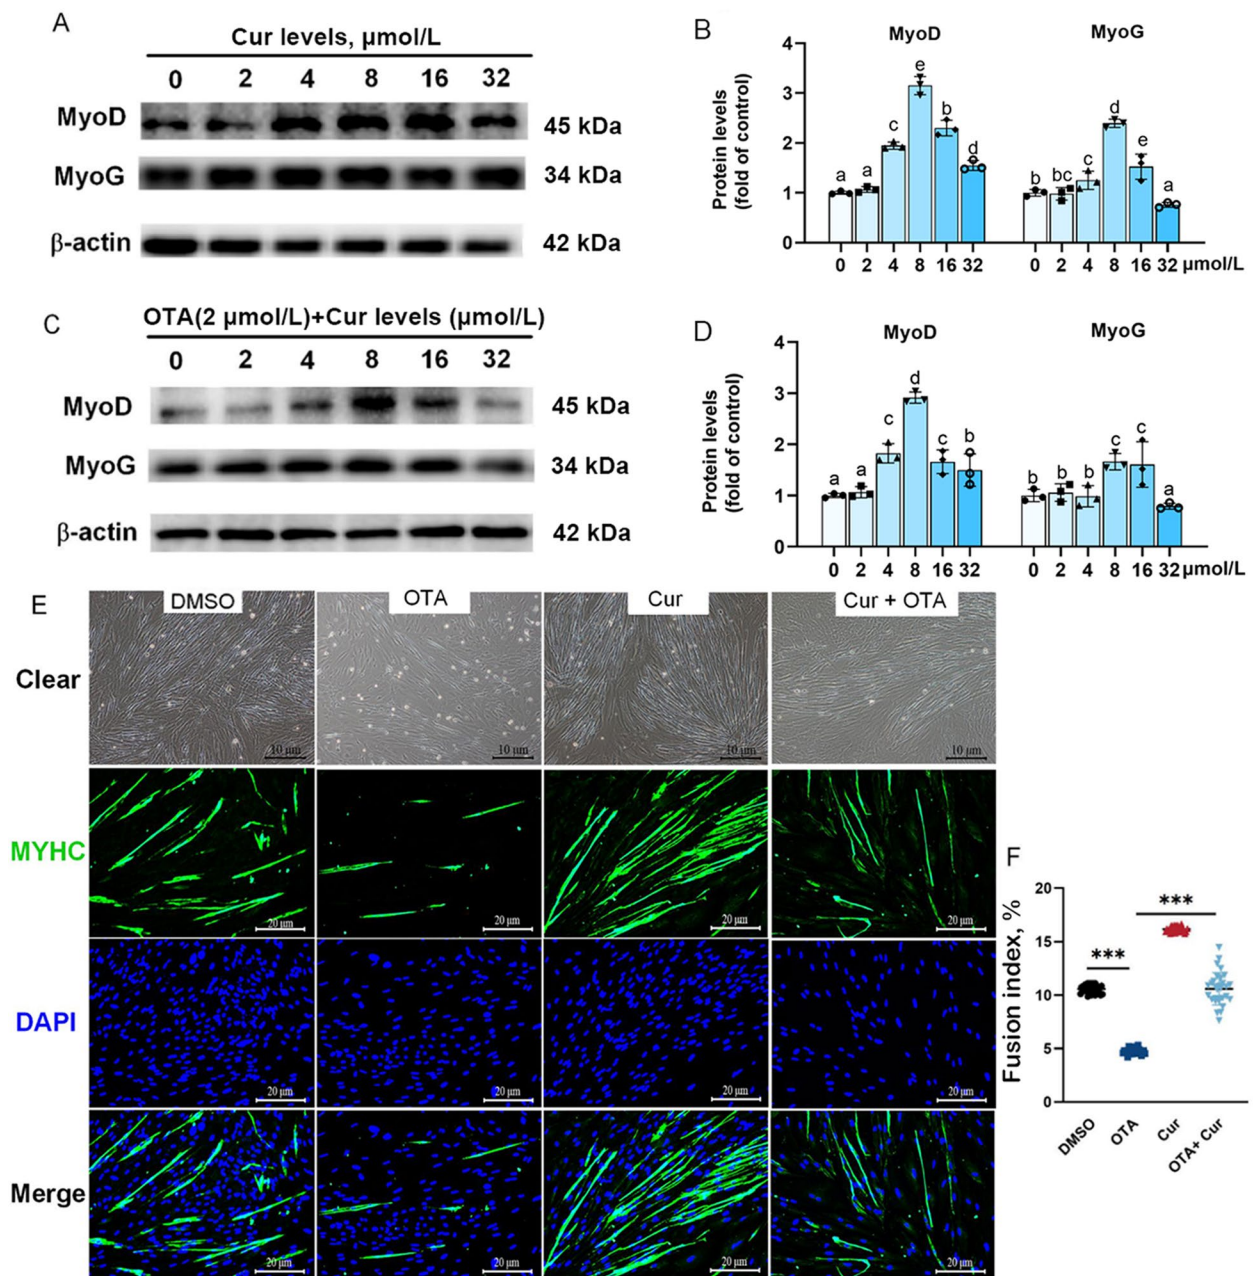 A
Cur levels, µmol/L
0 2 4 8 16 32
MyoD 45 kDa
MyoG 34 kDa
β-actin 42 kDa
B
MyoD MyoG
Protein levels
(fold of control)
4
3
2
1
0
a a c e b d
b bc c d e a
0 2 4 8 16 32 0 2 4 8 16 32 µmol/L
C
OTA(2 µmol/L)+Cur levels (µmol/L)
0 2 4 8 16 32
MyoD 45 kDa
MyoG 34 kDa
β-actin 42 kDa
D
MyoD MyoG
Protein levels
(fold of control)
4
3
2
1
0
a a c d c b
b b b c c a
0 2 4 8 16 32 0 2 4 8 16 32 µmol/L
E
DMSO OTA Cur Cur + OTA
Clear
10 µm 10 µm 10 µm 10 µm
MYHC
20 µm 20 µm 20 µm 20 µm
DAPI
20 µm 20 µm 20 µm 20 µm
Merge
20 µm 20 µm 20 µm 20 µm
F
Fusion index, %
20
15
10
5
0
*** ***
DMSO OTA Cur OTA+ Cur